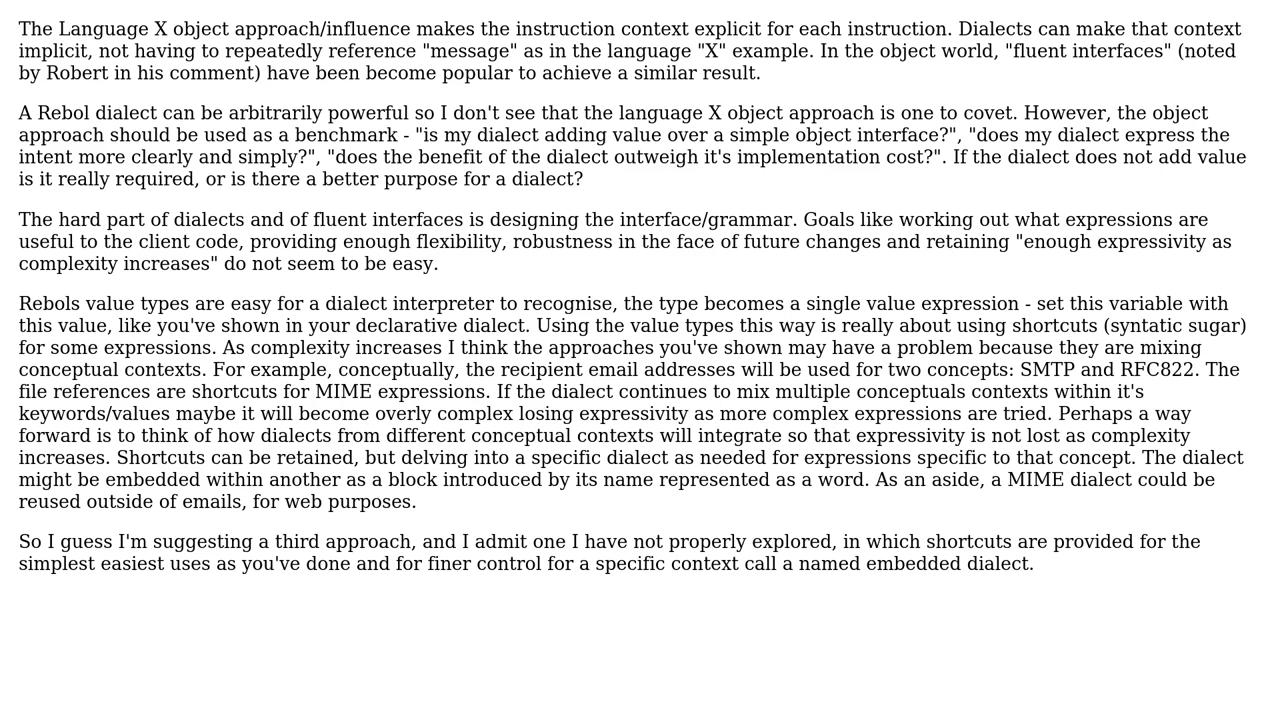 The Language X object approach/influence makes the instruction context explicit for each instruction. Dialects can make that context
implicit, not having to repeatedly reference "message" as in the language "X" example. In the object world, "fluent interfaces" (noted
by Robert in his comment) have been become popular to achieve a similar result.
A Rebol dialect can be arbitrarily powerful so I don't see that the language X object approach is one to covet. However, the object
approach should be used as a benchmark - "is my dialect adding value over a simple object interface?", "does my dialect express the
intent more clearly and simply?", "does the benefit of the dialect outweigh it's implementation cost?". If the dialect does not add value
is it really required, or is there a better purpose for a dialect?
The hard part of dialects and of fluent interfaces is designing the interface/grammar. Goals like working out what expressions are
useful to the client code, providing enough flexibility, robustness in the face of future changes and retaining "enough expressivity as
complexity increases" do not seem to be easy.
Rebols value types are easy for a dialect interpreter to recognise, the type becomes a single value expression - set this variable with
this value, like you've shown in your declarative dialect. Using the value types this way is really about using shortcuts (syntatic sugar)
for some expressions. As complexity increases I think the approaches you've shown may have a problem because they are mixing
conceptual contexts. For example, conceptually, the recipient email addresses will be used for two concepts: SMTP and RFC822. The
file references are shortcuts for MIME expressions. If the dialect continues to mix multiple conceptuals contexts within it's
keywords/values maybe it will become overly complex losing expressivity as more complex expressions are tried. Perhaps a way
forward is to think of how dialects from different conceptual contexts will integrate so that expressivity is not lost as complexity
increases. Shortcuts can be retained, but delving into a specific dialect as needed for expressions specific to that concept. The dialect
might be embedded within another as a block introduced by its name represented as a word. As an aside, a MIME dialect could be
reused outside of emails, for web purposes.
So I guess I'm suggesting a third approach, and I admit one I have not properly explored, in which shortcuts are provided for the
simplest easiest uses as you've done and for finer control for a specific context call a named embedded dialect.